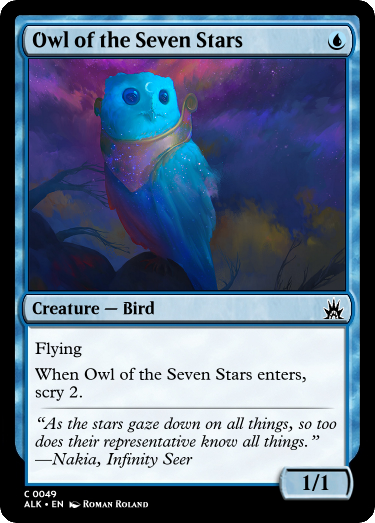 Owl of the Seven Stars
Creature — Bird
Flying
When Owl of the Seven Stars enters,
scry 2.
“As the stars gaze down on all things, so too
does their representative know all things.”
—Nakia, Infinity Seer
1/1
C 0049
ALK • EN Roman Roland